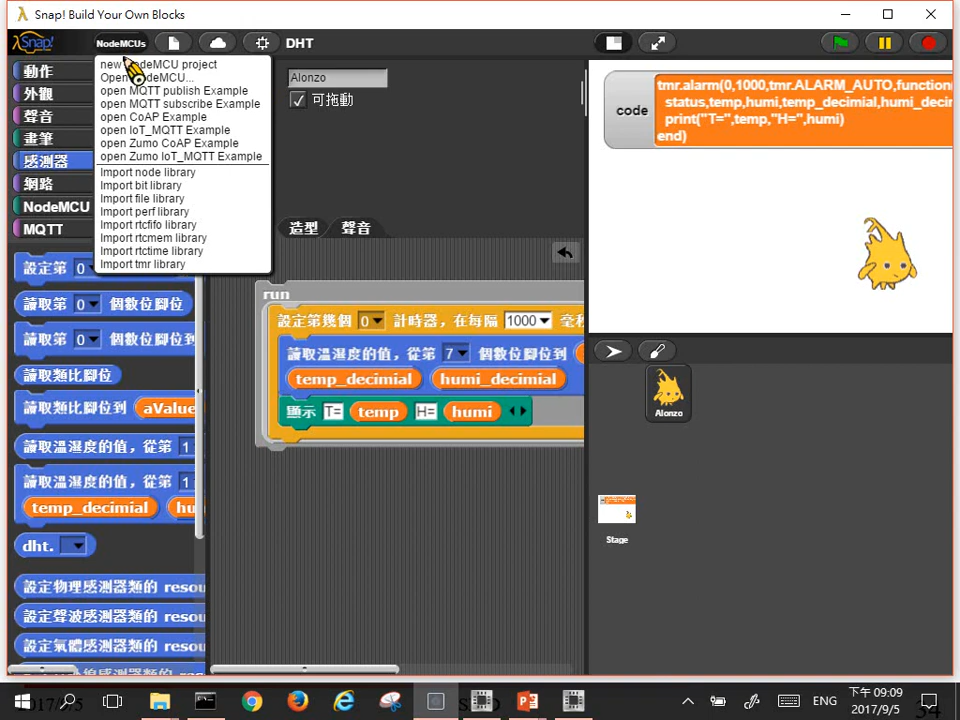 Snap! Build Your Own Blocks
Snap!
NodeMCUs
DHT
new NodeMCU project
Open NodeMCU...
open MQTT publish Example
open MQTT subscribe Example
open CoAP Example
open IoT_MQTT Example
open Zumo CoAP Example
open Zumo IoT_MQTT Example
Import node library
Import bit library
Import file library
Import perf library
Import rtcfifo library
Import rtcmem library
Import rtctime library
Import tmr library
動作
外觀
聲音
畫筆
感測器
網路
NodeMCU
MQTT
設定第 0
讀取第 0 個數位腳位
讀取第 0 個數位腳位到
讀取類比腳位
讀取類比腳位到 aValue
讀取溫濕度的值，從第 1
讀取溫濕度的值，從第 1
temp_decimial hu
dht.
設定物理感測器類的 resou
設定聲波感測器類的 resou
設定氣體感測器類的 resou
Alonzo
可拖動
造型
聲音
run
設定第幾個 0 計時器，在每隔 1000 毫
讀取溫濕度的值，從第 7 個數位腳位到
temp_decimial humi_decimial
顯示 T= temp H= humi
code
tmr.alarm(0,1000,tmr.ALARM_AUTO,function(
status,temp,humi,temp_decimial,humi_decin
print("T=",temp,"H=",humi)
end)
Alonzo
Stage
ENG
下午 09:09
2017/9/5
34